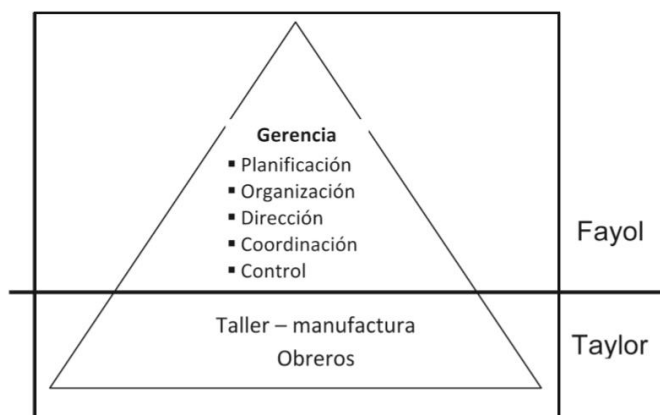 Gerencia
▪ Planificación
▪ Organización
▪ Dirección
▪ Coordinación
▪ Control
Fayol
Taller – manufactura
Obreros
Taylor